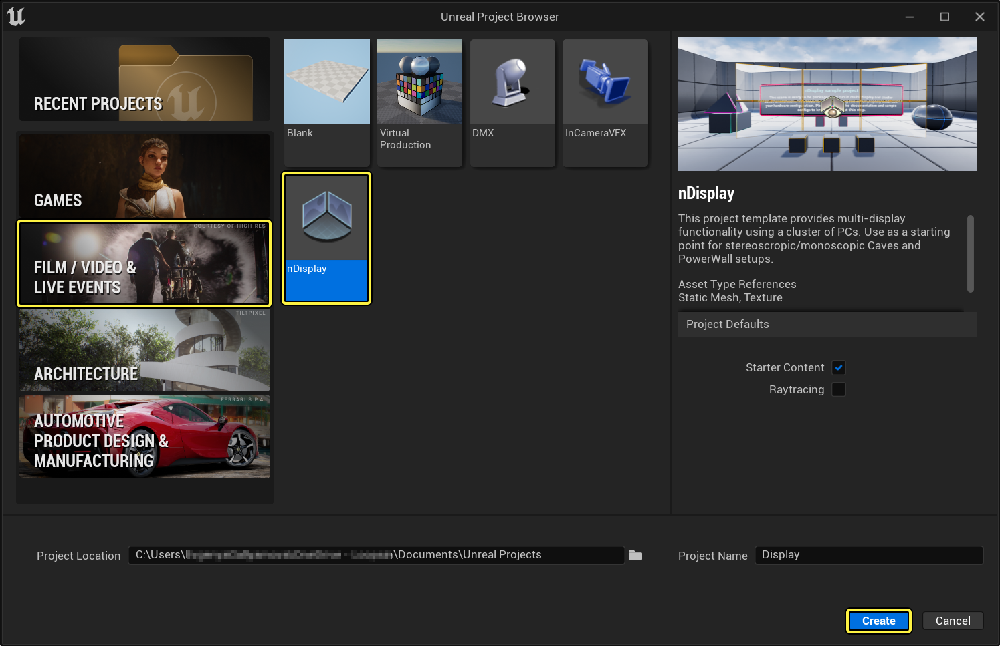 Unreal Project Browser
RECENT PROJECTS
GAMES
COURTESY OF HIGH RES
FILM / VIDEO &
LIVE EVENTS
TILTPIXEL
ARCHITECTURE
FERRARI S.P.A.
AUTOMOTIVE
PRODUCT DESIGN &
MANUFACTURING
Blank
Virtual
Production
DMX
InCameraVFX
nDisplay
nDisplay sample project
nDisplay
This project template provides multi-display
functionality using a cluster of PCs. Use as a starting
point for stereoscropic/monoscopic Caves and
PowerWall setups.
Asset Type References
Static Mesh, Texture
Project Defaults
Starter Content
Raytracing
Project Location
C:\Users\
\Documents\Unreal Projects
Project Name
Display
Create
Cancel